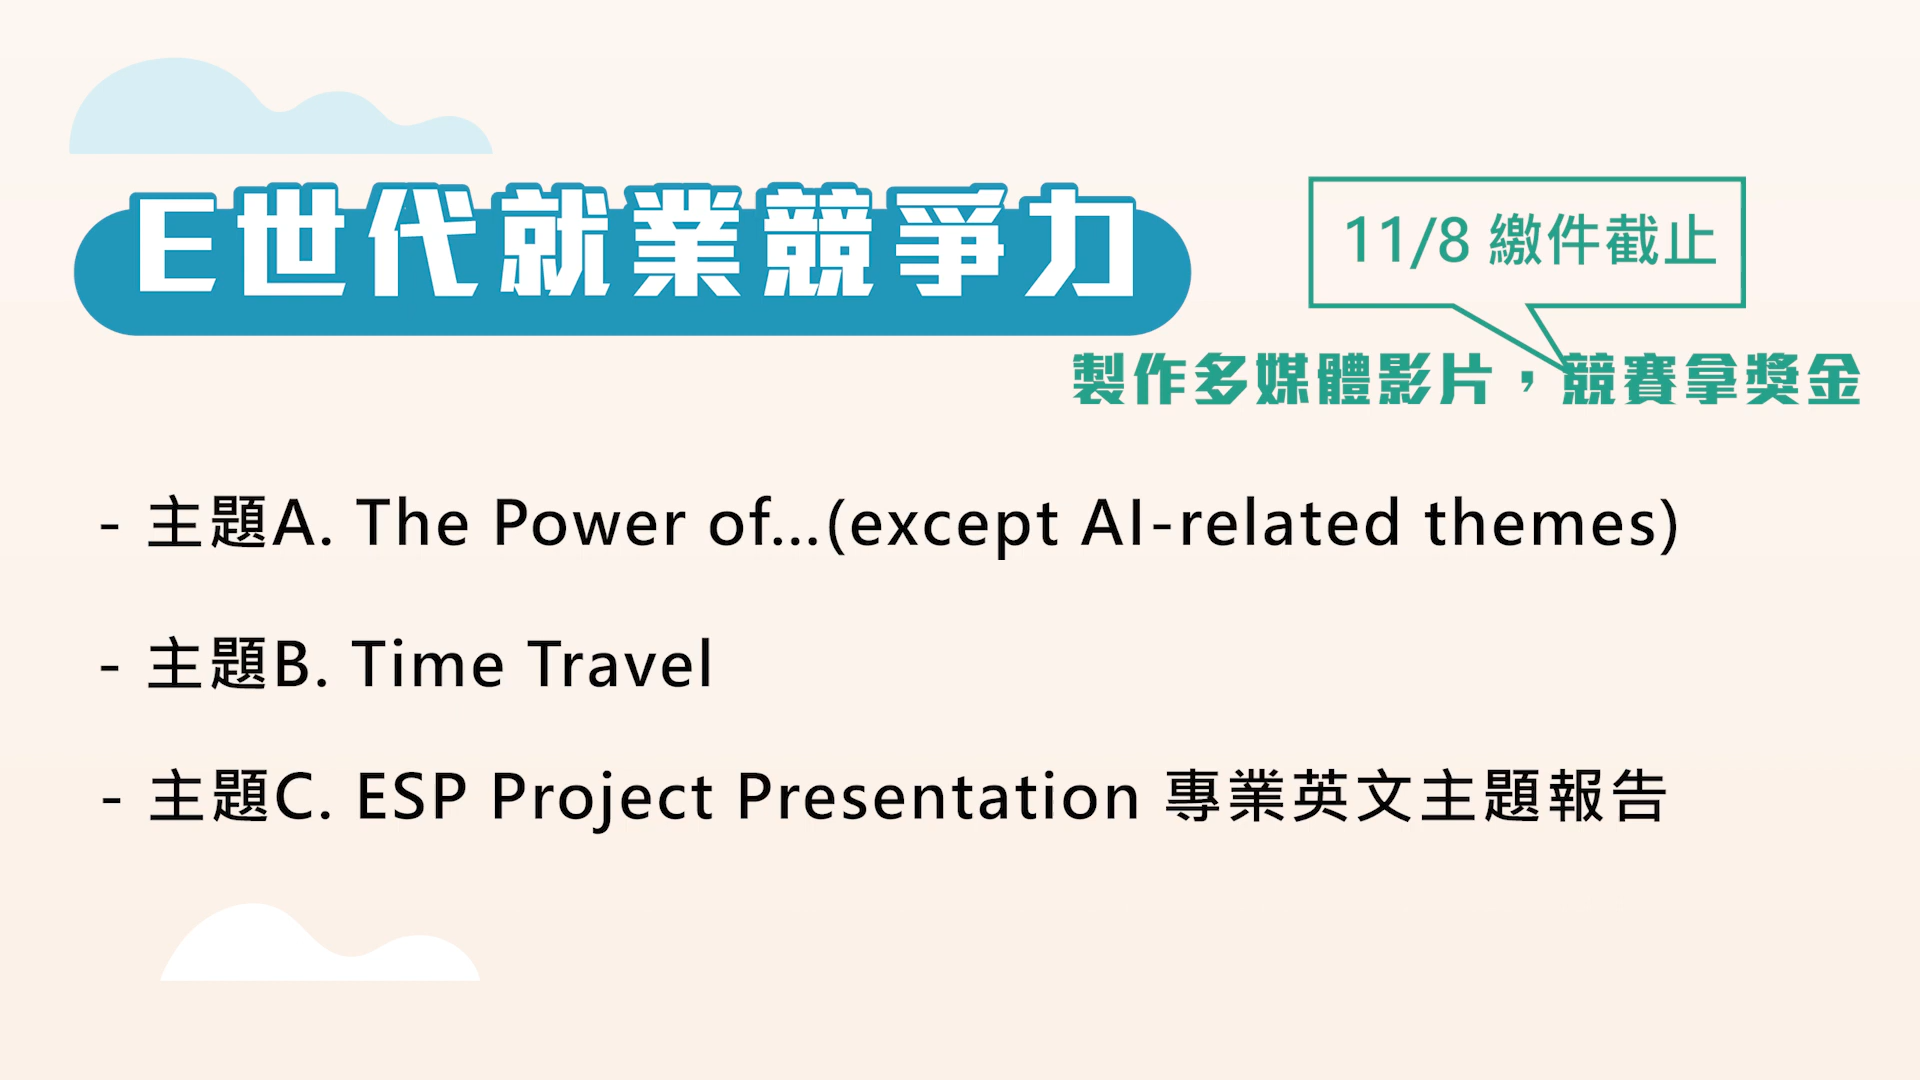 E世代就業競爭力
11/8 繳件截止
製作多媒體影片，競賽拿獎金
- 主題A. The Power of...(except AI-related themes)
- 主題B. Time Travel
- 主題C. ESP Project Presentation 專業英文主題報告